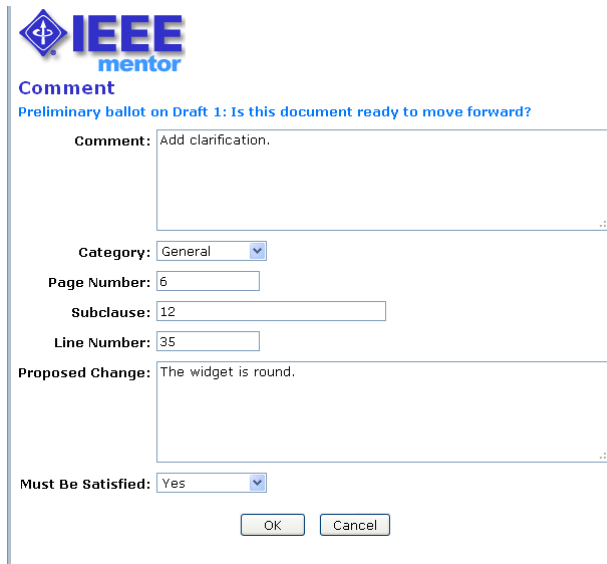 IEEE
mentor
Comment
Preliminary ballot on Draft 1: Is this document ready to move forward?
Comment: Add clarification.
Category: General
Page Number: 6
Subclause: 12
Line Number: 35
Proposed Change: The widget is round.
Must Be Satisfied: Yes
OK Cancel